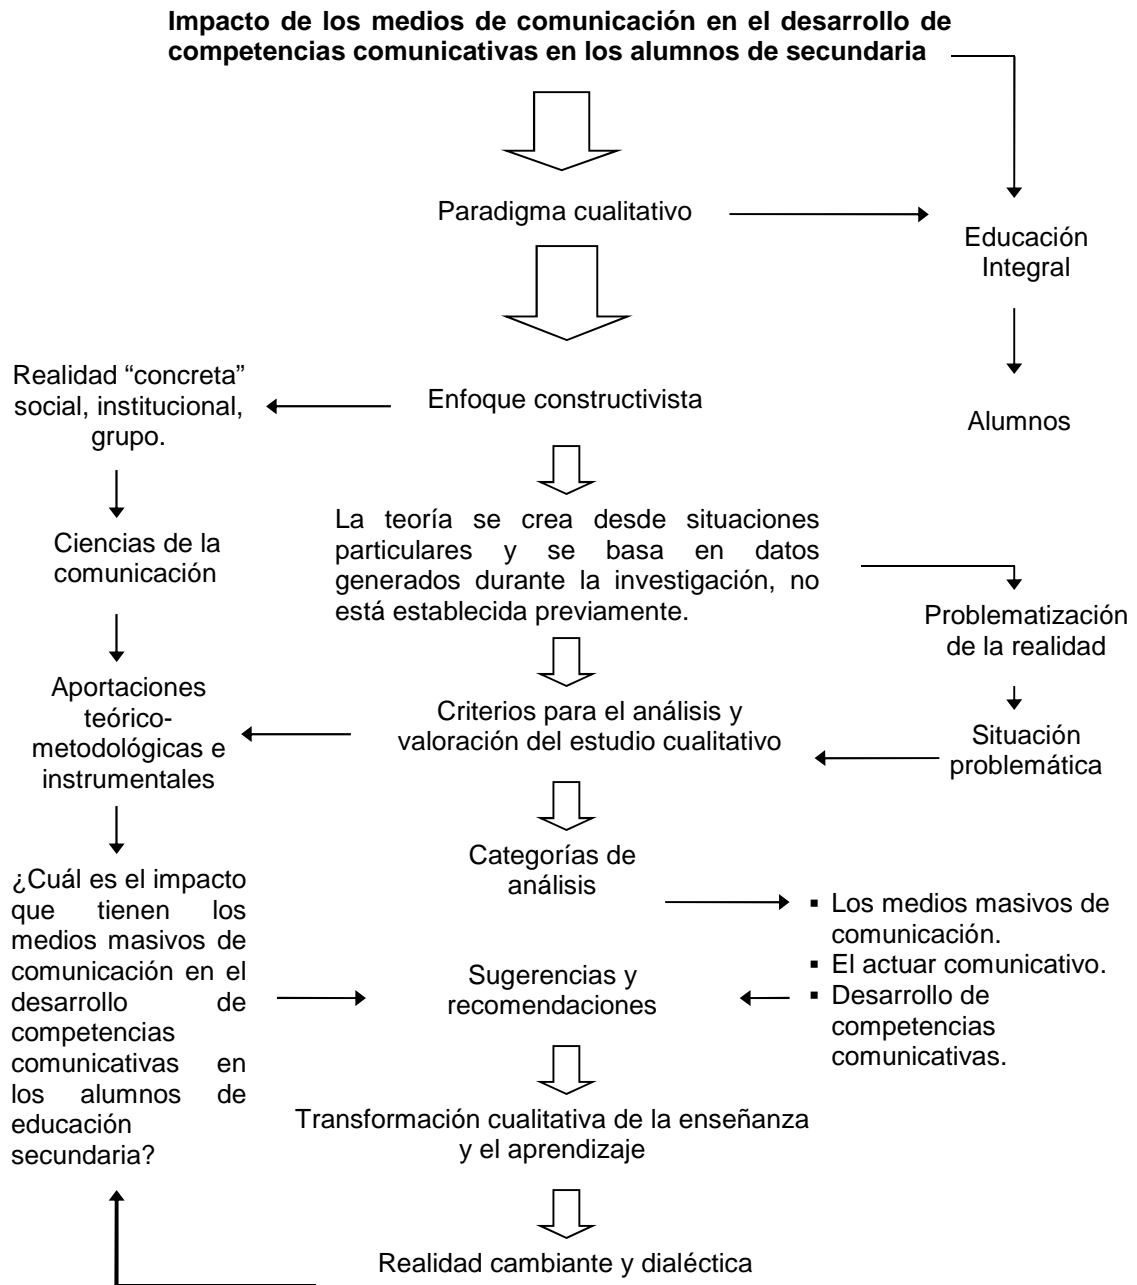 Impacto de los medios de comunicación en el desarrollo de
competencias comunicativas en los alumnos de secundaria
Paradigma cualitativo
Educación
Integral
Realidad “concreta”
social, institucional,
grupo.
Enfoque constructivista
Alumnos
Ciencias de la
comunicación
La teoría se crea desde situaciones
particulares y se basa en datos
generados durante la investigación, no
está establecida previamente.
Problematización
de la realidad
Aportaciones
teórico-
metodológicas e
instrumentales
Criterios para el análisis y
valoración del estudio cualitativo
Situación
problemática
Categorías de
análisis
¿Cuál es el impacto
que tienen los
medios masivos de
comunicación en el
desarrollo de
competencias
comunicativas en
los alumnos de
educación
secundaria?
▪ Los medios masivos de
comunicación.
▪ El actuar comunicativo.
▪ Desarrollo de
competencias
comunicativas.
Sugerencias y
recomendaciones
Transformación cualitativa de la enseñanza
y el aprendizaje
Realidad cambiante y dialéctica